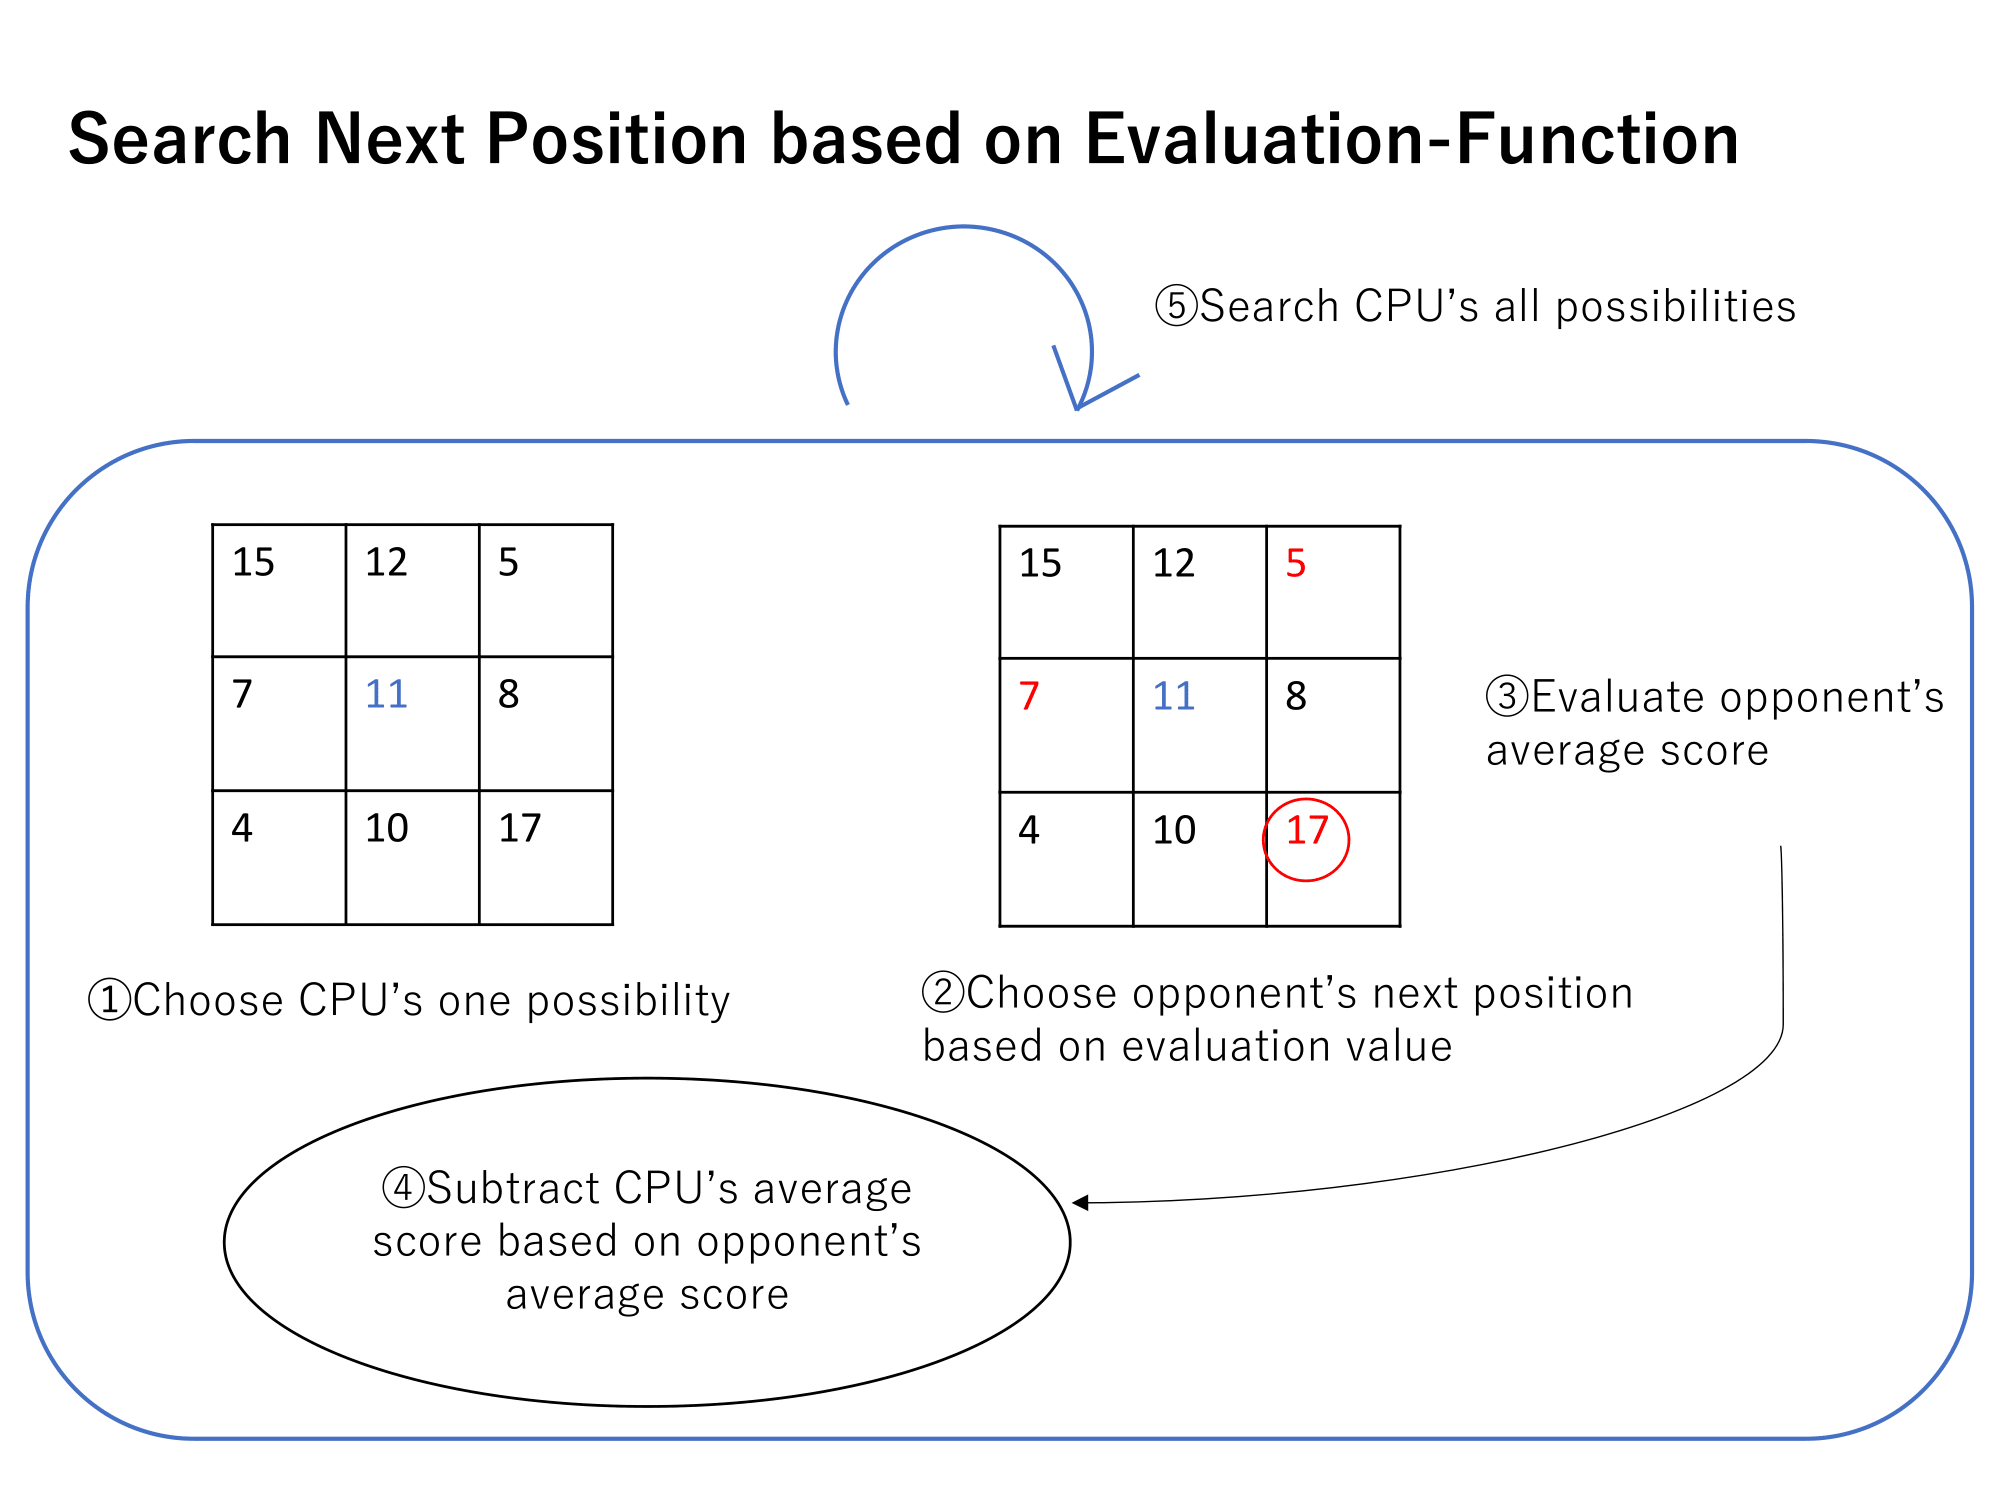 Search Next Position based on Evaluation-Function
⑤Search CPU’s all possibilities
15 12 5
7 11 8
4 10 17
①Choose CPU’s one possibility
15 12 5
7 11 8
4 10 17
②Choose opponent’s next position
based on evaluation value
③Evaluate opponent’s
average score
④Subtract CPU’s average
score based on opponent’s
average score